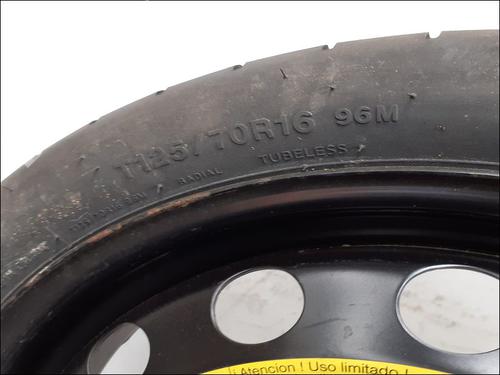 T125/70R16 96M
RADIAL TUBELESS
¡Atencion ! Uso limitado !